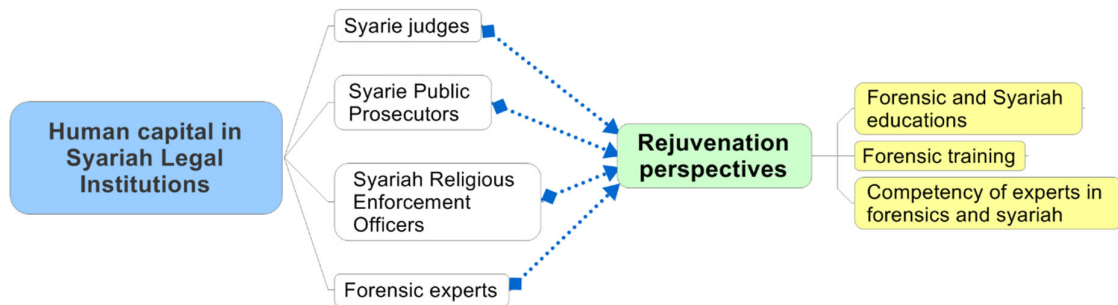 Human capital in
Syariah Legal
Institutions
Syarie judges
Syarie Public
Prosecutors
Syariah Religious
Enforcement
Officers
Forensic experts
Rejuvenation
perspectives
Forensic and Syariah
educations
Forensic training
Competency of experts in
forensics and syariah